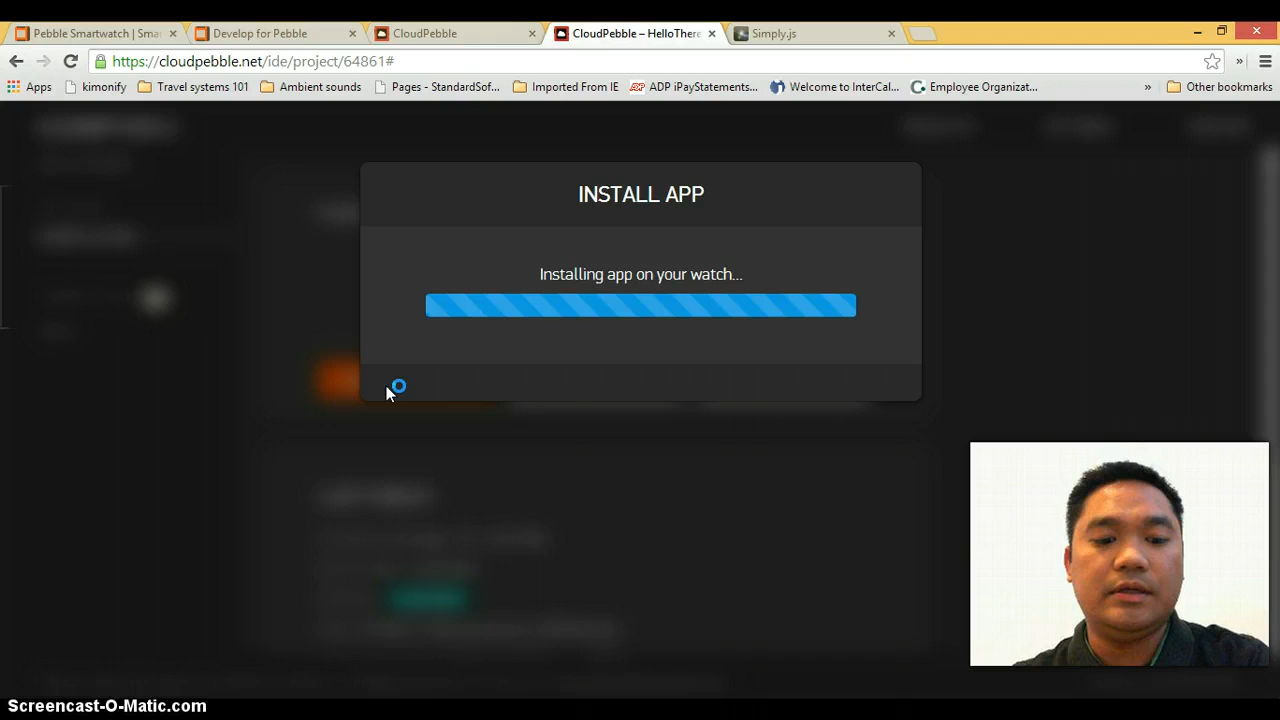 Pebble Smartwatch | Smar
Develop for Pebble
CloudPebble
CloudPebble – HelloThere
Simply.js
https://cloudpebble.net/ide/project/64861#
Apps
kimonify
Travel systems 101
Ambient sounds
Pages - StandardSof...
Imported From IE
ADP iPayStatements...
Welcome to InterCal...
Employee Organizat...
»
Other bookmarks
INSTALL APP
Installing app on your watch...
Screencast-O-Matic.com